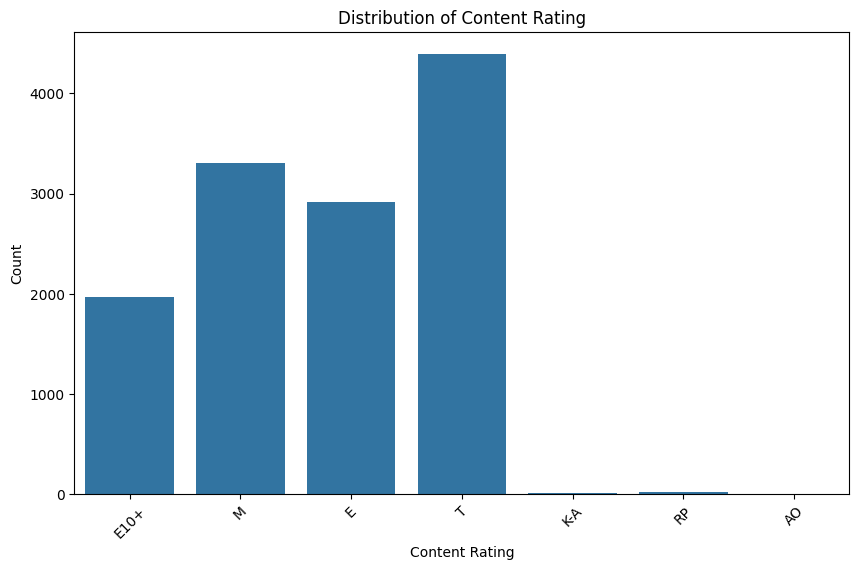 Distribution of Content Rating
Count
4000
3000
2000
1000
0
E10+
M
E
T
K-A
RP
AO
Content Rating